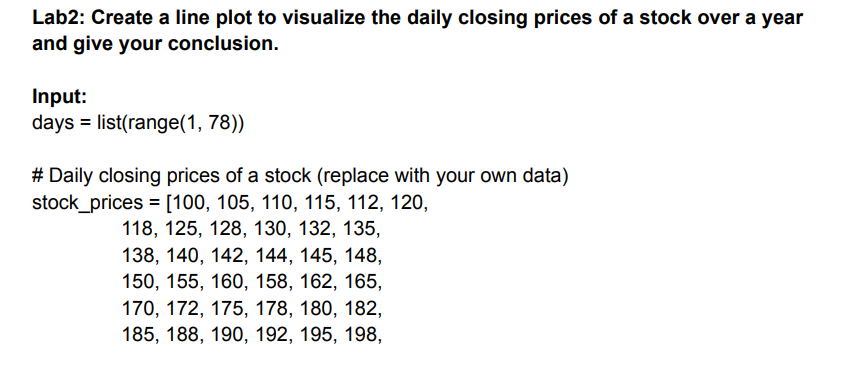 Lab2: Create a line plot to visualize the daily closing prices of a stock over a year
and give your conclusion.
Input:
days = list(range(1, 78))
# Daily closing prices of a stock (replace with your own data)
stock_prices = [100, 105, 110, 115, 112, 120,
118, 125, 128, 130, 132, 135,
138, 140, 142, 144, 145, 148,
150, 155, 160, 158, 162, 165,
170, 172, 175, 178, 180, 182,
185, 188, 190, 192, 195, 198,